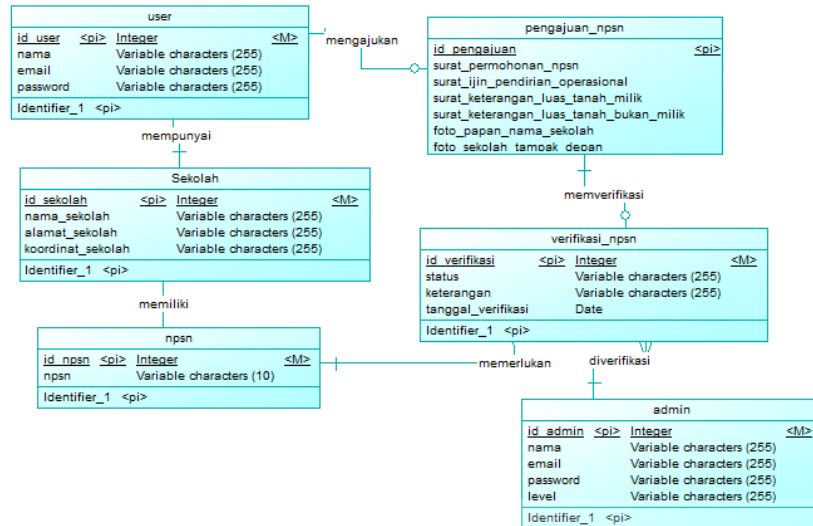 user
id_user <pi> Integer <M>
nama Variable characters (255)
email Variable characters (255)
password Variable characters (255)
Identifier_1 <pi>
mengajukan
pengajuan_npsn
id_pengajuan <pi>
surat_permohonan_npsn
surat_ijin_pendirian_operasional
surat_keterangan_luas_tanah_milik
surat_keterangan_luas_tanah_bukan_milik
foto_papan_nama_sekolah
foto_sekolah_tampak_depan
mempunyai
memverifikasi
Sekolah
id_sekolah <pi> Integer <M>
nama_sekolah Variable characters (255)
alamat_sekolah Variable characters (255)
koordinat_sekolah Variable characters (255)
Identifier_1 <pi>
verifikasi_npsn
id_verifikasi <pi> Integer <M>
status Variable characters (255)
keterangan Variable characters (255)
tanggal_verifikasi Date
Identifier_1 <pi>
memiliki
npsn
id_npsn <pi> Integer <M>
npsn Variable characters (10)
Identifier_1 <pi>
memerlukan
diverifikasi
admin
id_admin <pi> Integer <M>
nama Variable characters (255)
email Variable characters (255)
password Variable characters (255)
level Variable characters (255)
Identifier_1 <pi>